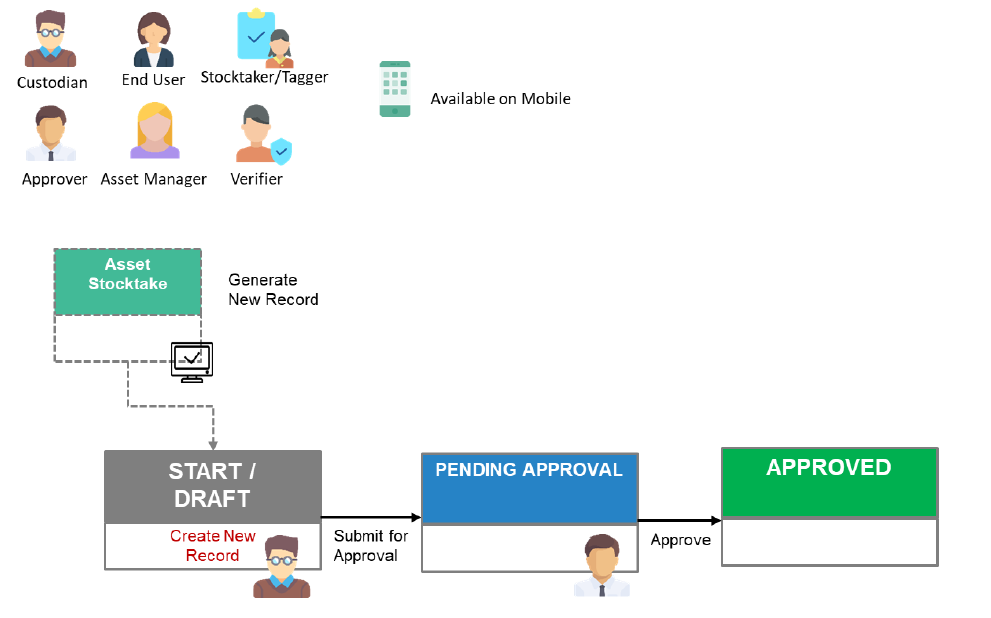 Custodian
End User
Stocktaker/Tagger
Available on Mobile
Approver
Asset Manager
Verifier
Asset
Stocktake
Generate
New Record
START /
DRAFT
Create New
Record
Submit for
Approval
PENDING APPROVAL
Approve
APPROVED